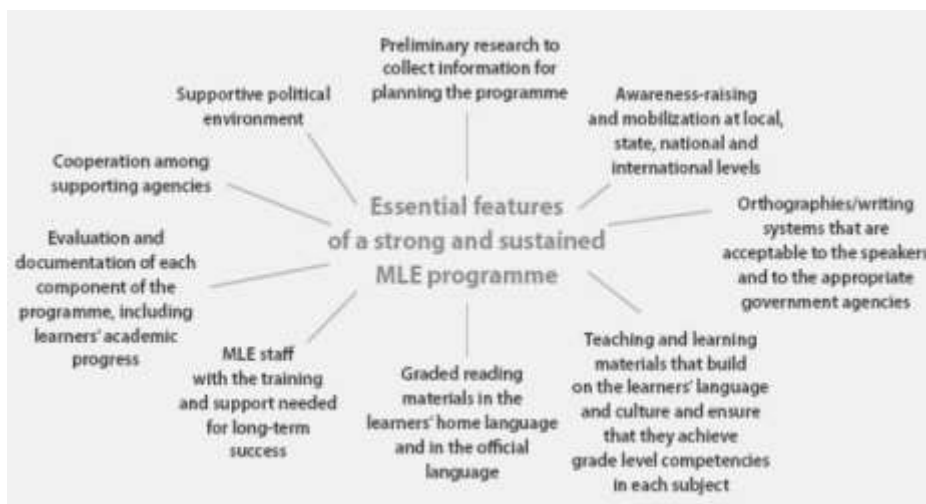 Preliminary research to
collect information for
planning the programme
Awareness-raising
and mobilization at local,
state, national and
international levels
Orthographies/writing
systems that are
acceptable to the speakers
and to the appropriate
government agencies
Teaching and learning
materials that build
on the learners' language
and culture and ensure
that they achieve
grade level competencies
in each subject
Graded reading
materials in the
learners' home language
and in the official
language
MLE staff
with the training
and support needed
for long-term
success
Evaluation and
documentation of each
component of the
programme, including
learners' academic
progress
Cooperation among
supporting agencies
Supportive political
environment
Essential features
of a strong and sustained
MLE programme